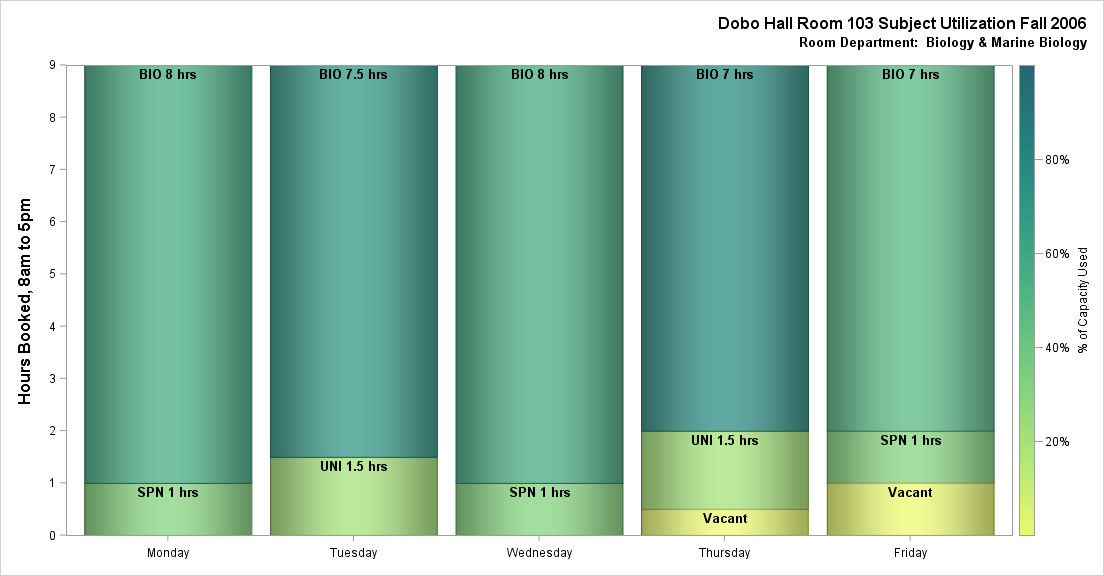 Dobo Hall Room 103 Subject Utilization Fall 2006
Room Department: Biology & Marine Biology
Hours Booked, 8am to 5pm
9
8
7
6
5
4
3
2
1
0
BIO 8 hrs
SPN 1 hrs
BIO 7.5 hrs
UNI 1.5 hrs
BIO 8 hrs
SPN 1 hrs
BIO 7 hrs
UNI 1.5 hrs
Vacant
BIO 7 hrs
SPN 1 hrs
Vacant
Monday
Tuesday
Wednesday
Thursday
Friday
80%
60%
40%
20%
% of Capacity Used